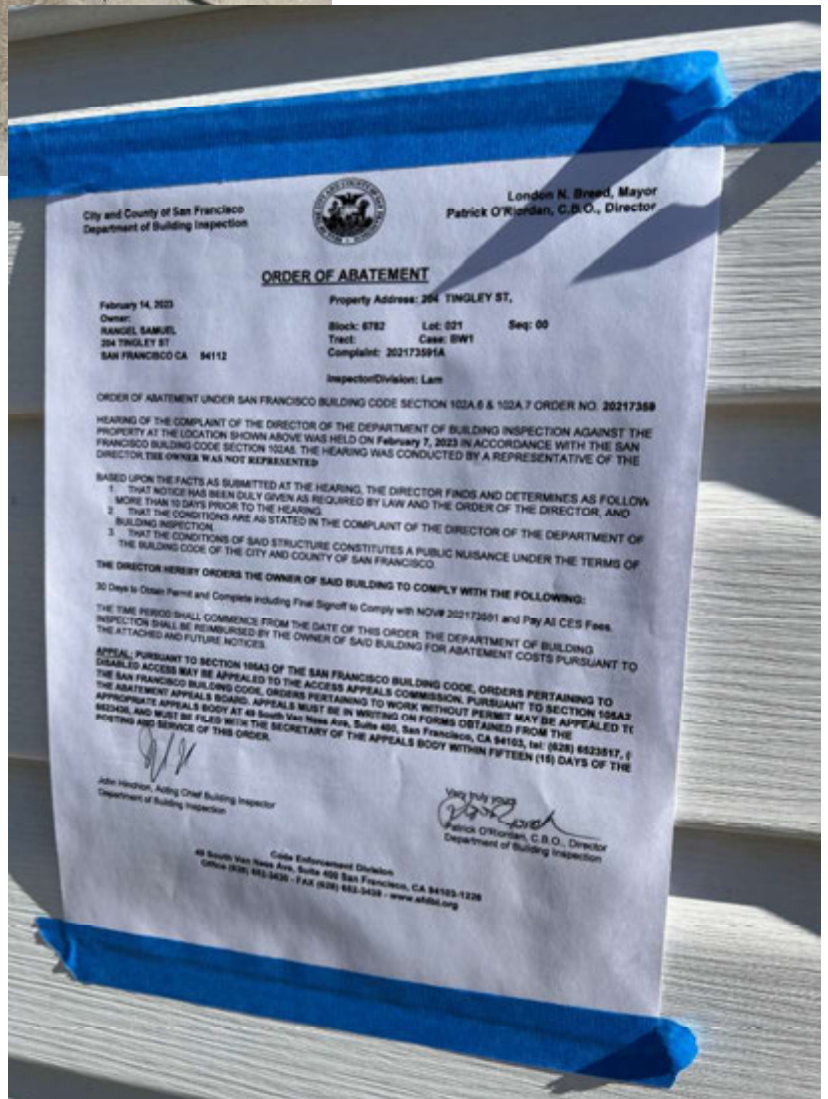 City and County of San Francisco
Department of Building Inspection
London N. Breed, Mayor
Patrick O'Riordan, C.B.O., Director
ORDER OF ABATEMENT
February 14, 2023
Owner:
RANGEL SAMUEL
204 TINGLEY ST
SAN FRANCISCO CA 94112
Property Address: 204 TINGLEY ST,
Block: 6782 Lot: 021 Seq: 00
Tract: Case: BW1
Complaint: 202173591A
Inspector/Division: Lam
ORDER OF ABATEMENT UNDER SAN FRANCISCO BUILDING CODE SECTION 102A.6 & 102A.7 ORDER NO. 20217359
HEARING OF THE COMPLAINT OF THE DIRECTOR OF THE DEPARTMENT OF BUILDING INSPECTION AGAINST THE
PROPERTY AT THE LOCATION SHOWN ABOVE WAS HELD ON February 7, 2023 IN ACCORDANCE WITH THE SAN
FRANCISCO BUILDING CODE SECTION 102A5. THE HEARING WAS CONDUCTED BY A REPRESENTATIVE OF THE
DIRECTOR.THE OWNER WAS NOT REPRESENTED
BASED UPON THE FACTS AS SUBMITTED AT THE HEARING, THE DIRECTOR FINDS AND DETERMINES AS FOLLOW
1. THAT NOTICE HAS BEEN DULY GIVEN AS REQUIRED BY LAW AND THE ORDER OF THE DIRECTOR, AND
MORE THAN 10 DAYS PRIOR TO THE HEARING.
2 THAT THE CONDITIONS ARE AS STATED IN THE COMPLAINT OF THE DIRECTOR OF THE DEPARTMENT OF
BUILDING INSPECTION.
3. THAT THE CONDITIONS OF SAID STRUCTURE CONSTITUTES A PUBLIC NUISANCE UNDER THE TERMS OF
THE BUILDING CODE OF THE CITY AND COUNTY OF SAN FRANCISCO.
THE DIRECTOR HEREBY ORDERS THE OWNER OF SAID BUILDING TO COMPLY WITH THE FOLLOWING:
30 Days to Obtain Permit and Complete including Final Signoff to Comply with NOV# 202173591 and Pay All CES Fees.
THE TIME PERIOD SHALL COMMENCE FROM THE DATE OF THIS ORDER. THE DEPARTMENT OF BUILDING
INSPECTION SHALL BE REIMBURSED BY THE OWNER OF SAID BUILDING FOR ABATEMENT COSTS PURSUANT TO
THE ATTACHED AND FUTURE NOTICES.
APPEAL: PURSUANT TO SECTION 105A3 OF THE SAN FRANCISCO BUILDING CODE, ORDERS PERTAINING TO
DISABLED ACCESS MAY BE APPEALED TO THE ACCESS APPEALS COMMISSION. PURSUANT TO SECTION 105A3
THE SAN FRANCISCO BUILDING CODE, ORDERS PERTAINING TO WORK WITHOUT PERMIT MAY BE APPEALED TO
THE ABATEMENT APPEALS BOARD. APPEALS MUST BE IN WRITING ON FORMS OBTAINED FROM THE
APPROPRIATE APPEALS BODY AT 49 South Van Ness Ave, Suite 400, San Francisco, CA 94103, tel: (628) 6523517, (
6523436, AND MUST BE FILED WITH THE SECRETARY OF THE APPEALS BODY WITHIN FIFTEEN (15) DAYS OF THE
POSTING AND SERVICE OF THIS ORDER.
John Hinchion, Acting Chief Building Inspector
Department of Building Inspection
Very truly yours
Patrick O'Riordan, C.B.O., Director
Department of Building Inspection
Code Enforcement Division
49 South Van Ness Ave, Suite 400 San Francisco, CA 94103-1226
Office (628) 652-3430 - FAX (628) 652-3439 - www.sfdbi.org